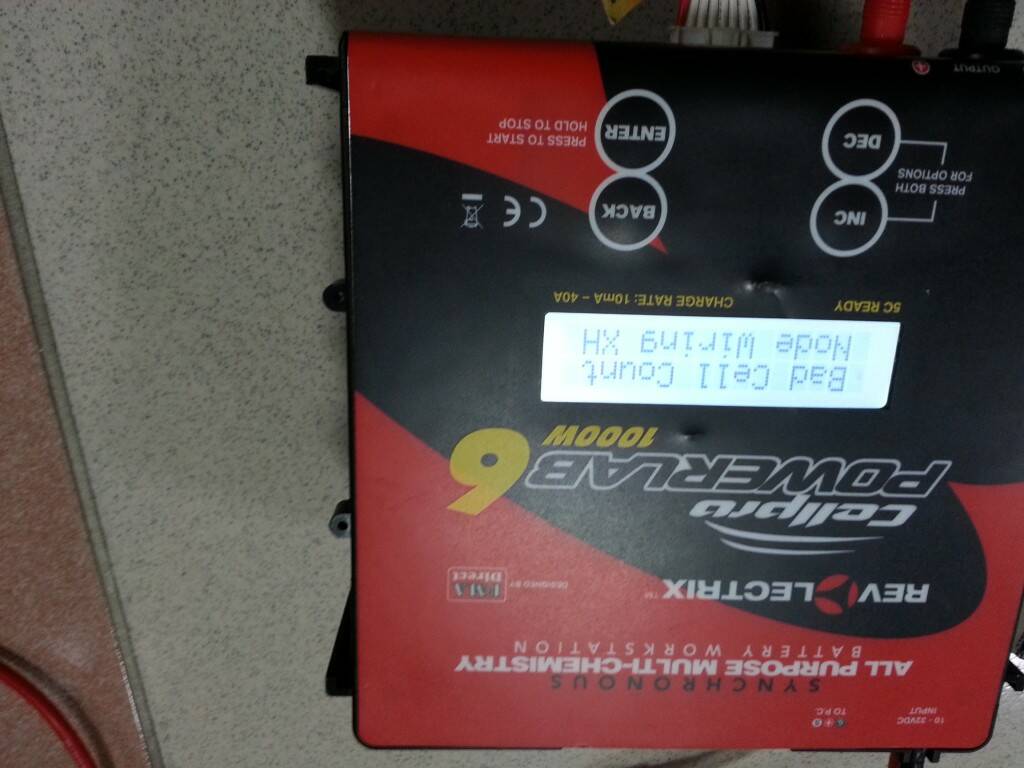 10 - 32VDC
INPUT
TO P.C.
SYNCHRONOUS
ALL PURPOSE MULTI-CHEMISTRY
BATTERY WORKSTATION
REVOLECTRIX™
DESIGNED BY
FMA
Direct
Cellpro
POWERLAB 6
1000W
Bad Cell Count
Node Wiring XH
5C READY
CHARGE RATE: 10mA – 40A
INC
DEC
PRESS BOTH
FOR OPTIONS
BACK
ENTER
CE
PRESS TO START
HOLD TO STOP
OUTPUT